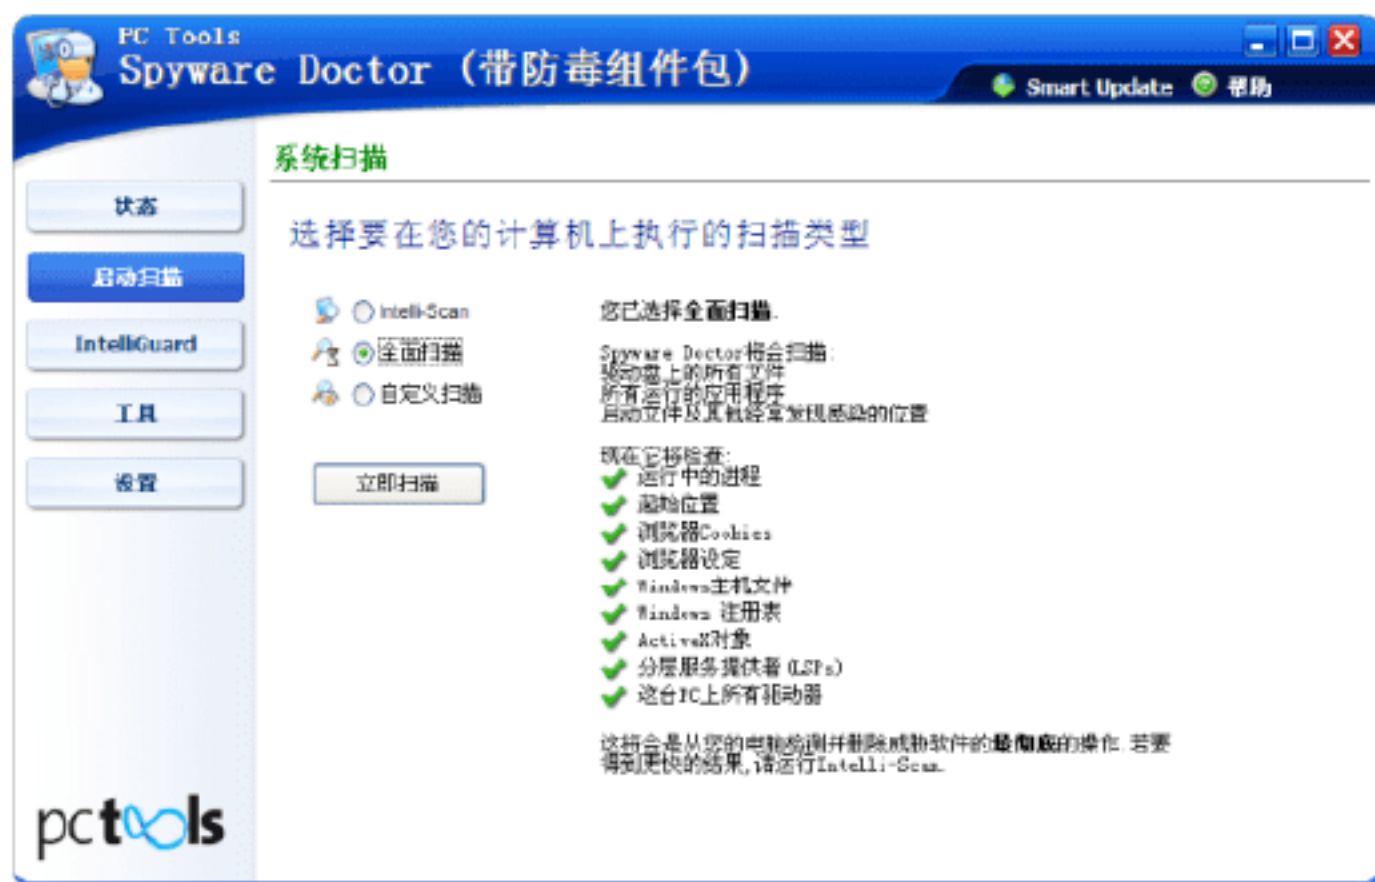 PC Tools
Spyware Doctor (带防毒组件包)
Smart Update 帮助
系统扫描
状态
启动扫描
IntelliGuard
工具
设置
选择要在您的计算机上执行的扫描类型
Intelli-Scan
全面扫描
自定义扫描
立即扫描
您已选择全面扫描.
Spyware Doctor将会扫描:
驱动盘上的所有文件
所有运行的应用程序
启动文件及其他经常发现感染的位置
现在它将检查:
运行中的进程
起始位置
浏览器Cookies
浏览器设定
Windows主机文件
Windows 注册表
ActiveX对象
分层服务提供者 (LSPs)
这台PC上所有驱动器
这将会是从您的电脑检测并删除威胁软件的最彻底的操作.若要
得到更快的结果,请运行Intelli-Scan.
pctools